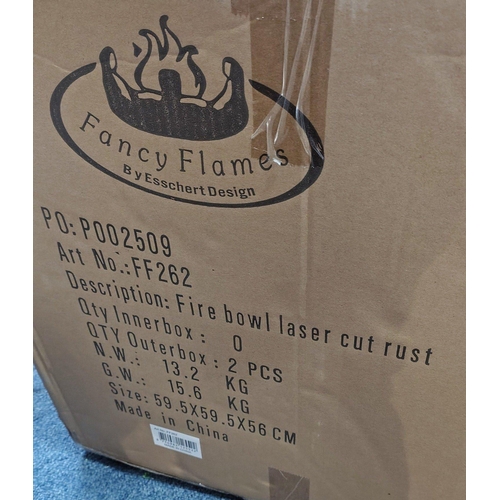 Fancy Flames
By Esschert Design
PO: P002509
Art No.:FF262
Description: Fire bowl laser cut rust
Qty Innerbox: 0
QTY Outerbox: 2 PCS
N.W.: 13.2 KG
G.W.: 15.6 KG
Size: 59.5X59.5X56 CM
Made in China